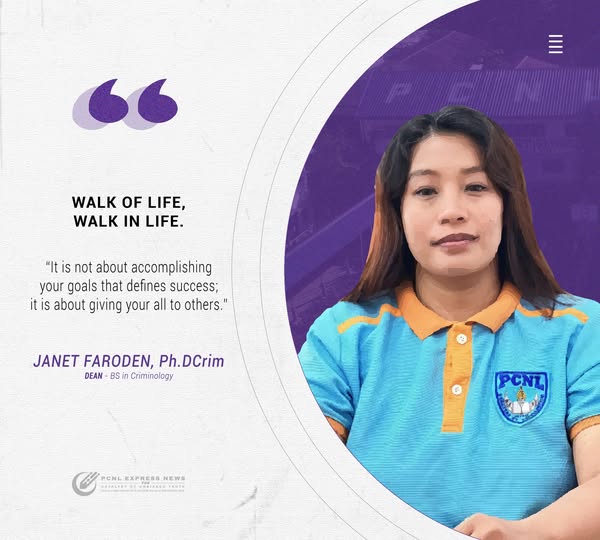 PCNL
WALK OF LIFE,
WALK IN LIFE.
“It is not about accomplishing
your goals that defines success;
it is about giving your all to others."
JANET FARODEN, Ph.DCrim
DEAN - BS in Criminology
PCNL
PCNL EXPRESS NEWS